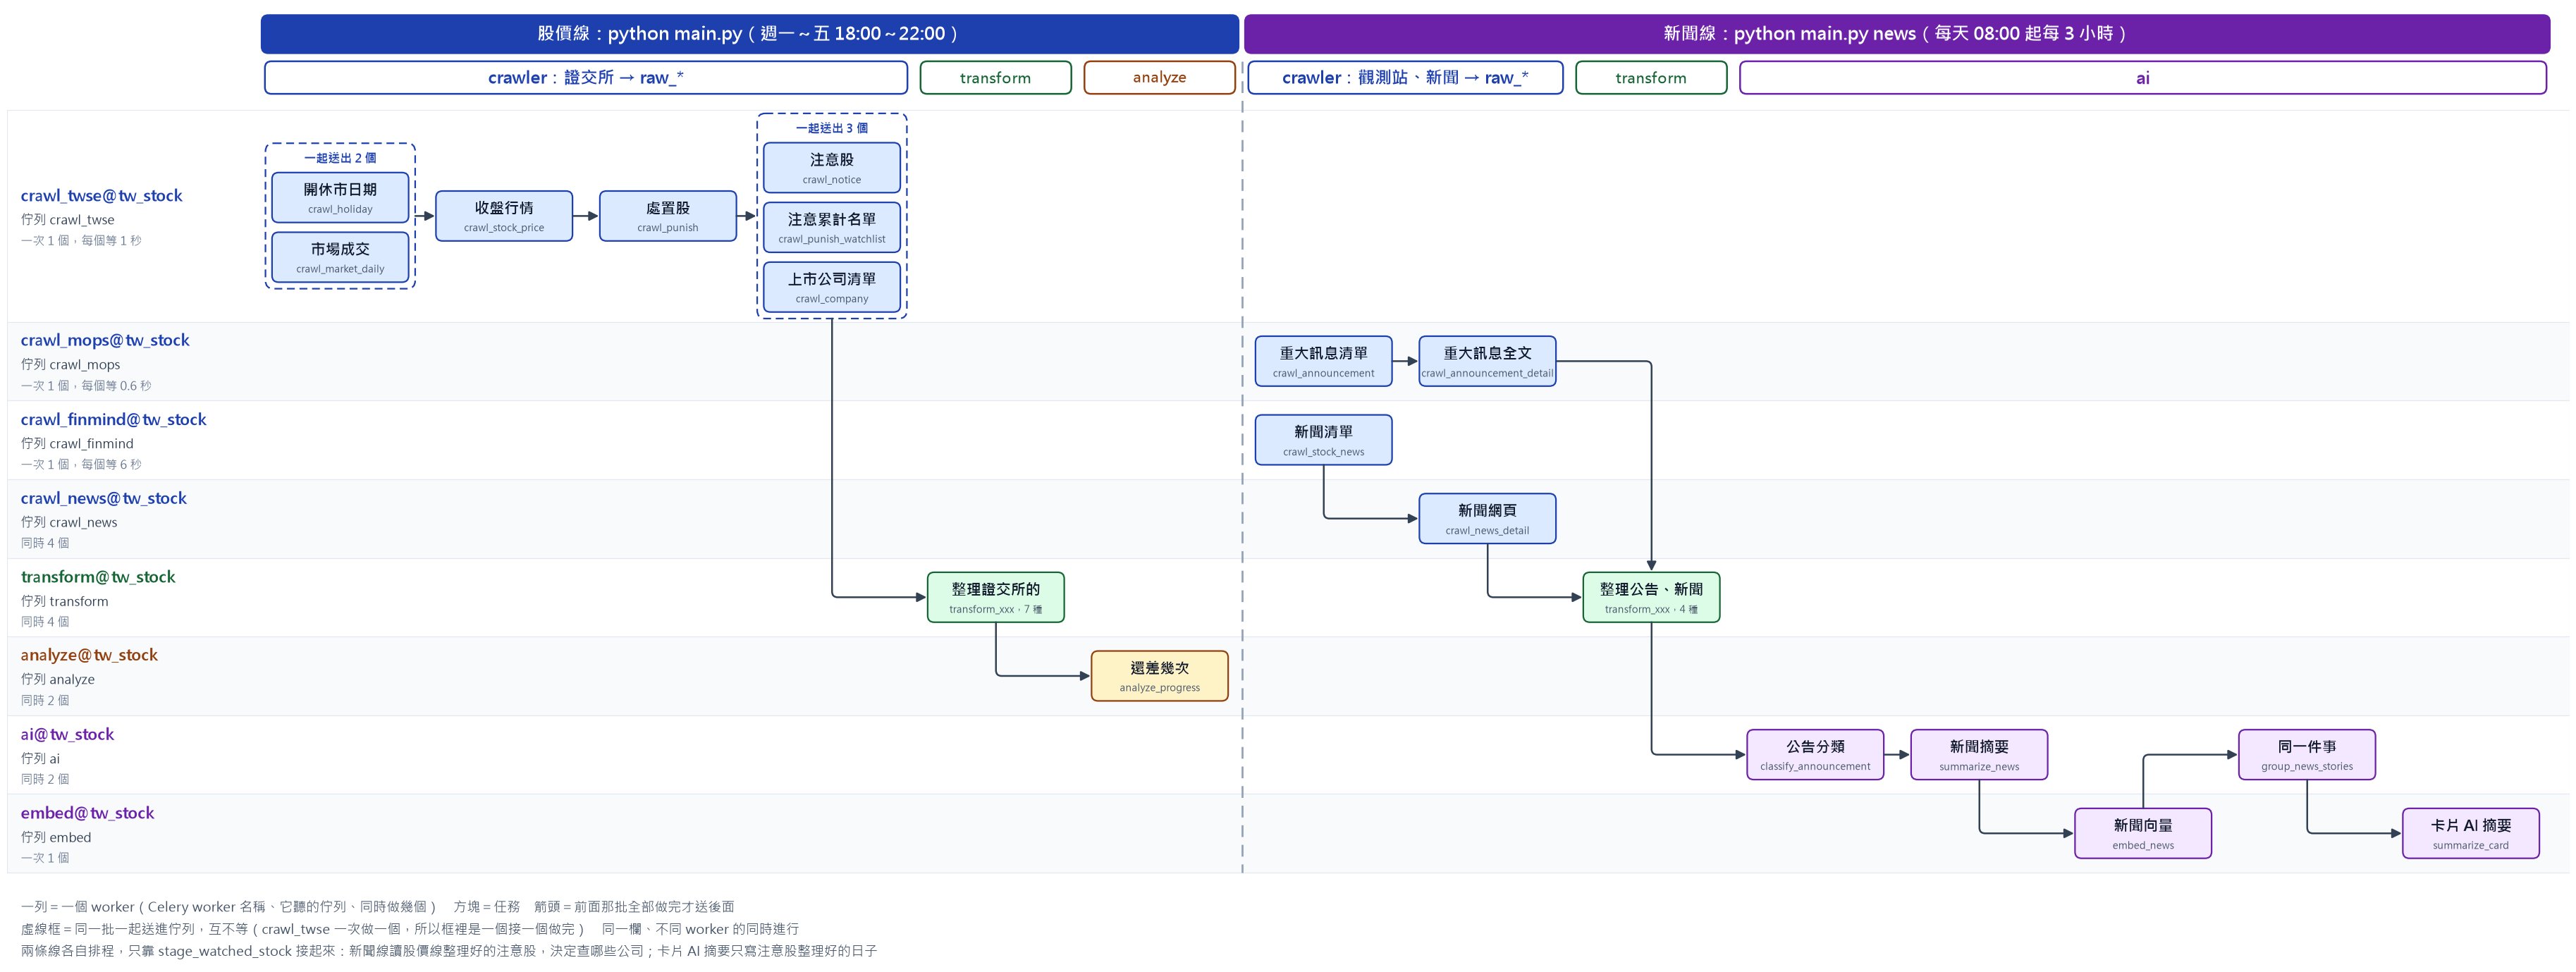 股價線：python main.py（週一～五 18:00～22:00）
新聞線：python main.py news（每天 08:00 起每 3 小時）
crawler：證交所 → raw_*
transform
analyze
crawler：觀測站、新聞 → raw_*
transform
ai
crawl_twse@tw_stock
佇列 crawl_twse
一次 1 個，每個等 1 秒
一起送出 2 個
開休市日期
crawl_holiday
市場成交
crawl_market_daily
收盤行情
crawl_stock_price
處置股
crawl_punish
一起送出 3 個
注意股
crawl_notice
注意累計名單
crawl_punish_watchlist
上市公司清單
crawl_company
crawl_mops@tw_stock
佇列 crawl_mops
一次 1 個，每個等 0.6 秒
重大訊息清單
crawl_announcement
重大訊息全文
crawl_announcement_detail
crawl_finmind@tw_stock
佇列 crawl_finmind
一次 1 個，每個等 6 秒
新聞清單
crawl_stock_news
crawl_news@tw_stock
佇列 crawl_news
同時 4 個
新聞網頁
crawl_news_detail
transform@tw_stock
佇列 transform
同時 4 個
整理證交所的
transform_xxx，7 種
整理公告、新聞
transform_xxx，4 種
analyze@tw_stock
佇列 analyze
同時 2 個
還差幾次
analyze_progress
ai@tw_stock
佇列 ai
同時 2 個
公告分類
classify_announcement
新聞摘要
summarize_news
同一件事
group_news_stories
embed@tw_stock
佇列 embed
一次 1 個
新聞向量
embed_news
卡片 AI 摘要
summarize_card
一列＝一個 worker（Celery worker 名稱、它聽的佇列、同時做幾個） 方塊＝任務 箭頭＝前面那批全部做完才送後面
虛線框＝同一批一起送進佇列，互不等（crawl_twse 一次做一個，所以框裡是一個接一個做完） 同一欄、不同 worker 的同時進行
兩條線各自排程，只靠 stage_watched_stock 接起來：新聞線讀股價線整理好的注意股，決定查哪些公司；卡片 AI 摘要只寫注意股整理好的日子